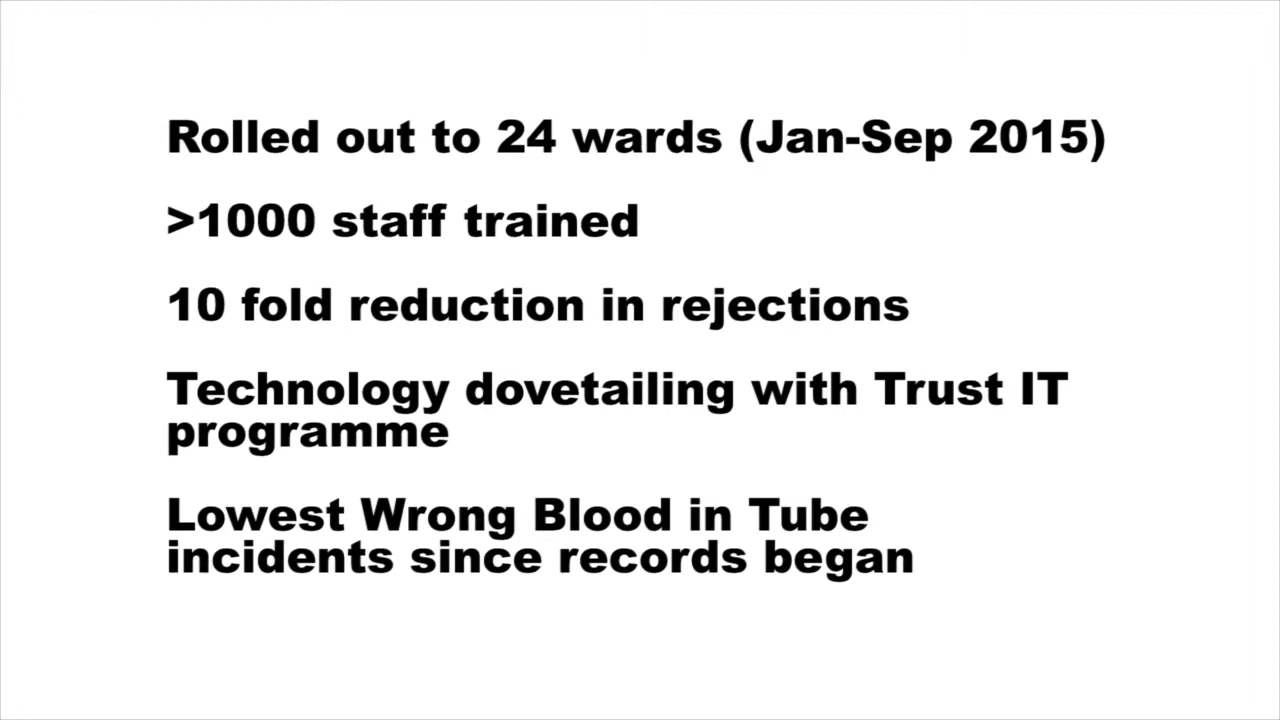 Rolled out to 24 wards (Jan-Sep 2015)
>1000 staff trained
10 fold reduction in rejections
Technology dovetailing with Trust IT
programme
Lowest Wrong Blood in Tube
incidents since records began